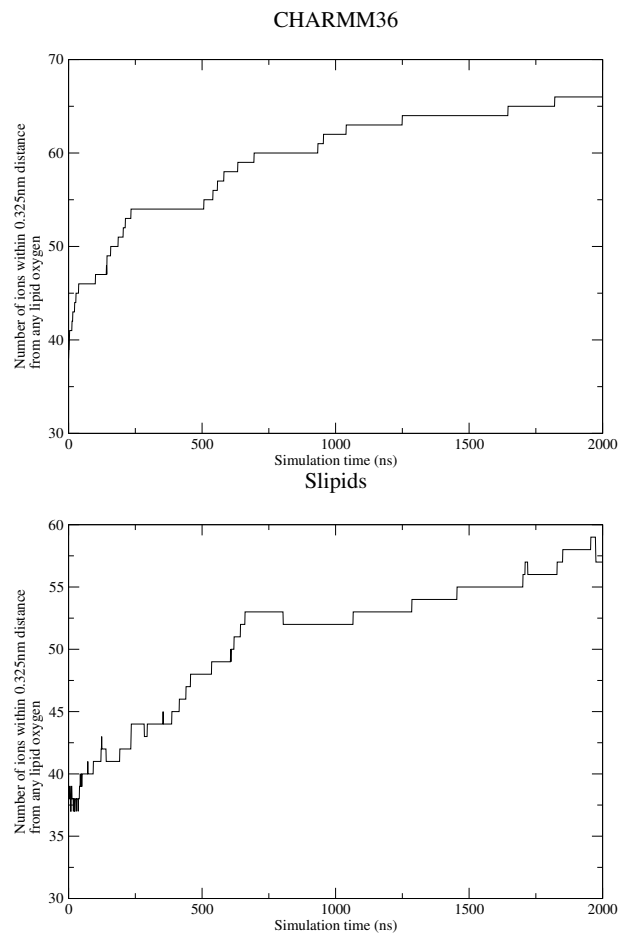 CHARMM36
70
60
50
40
30
0 500 1000 1500 2000
Number of ions within 0.325nm distance
from any lipid oxygen
Simulation time (ns)
Slipids
60
55
50
45
40
35
30
0 500 1000 1500 2000
Number of ions within 0.325nm distance
from any lipid oxygen
Simulation time (ns)